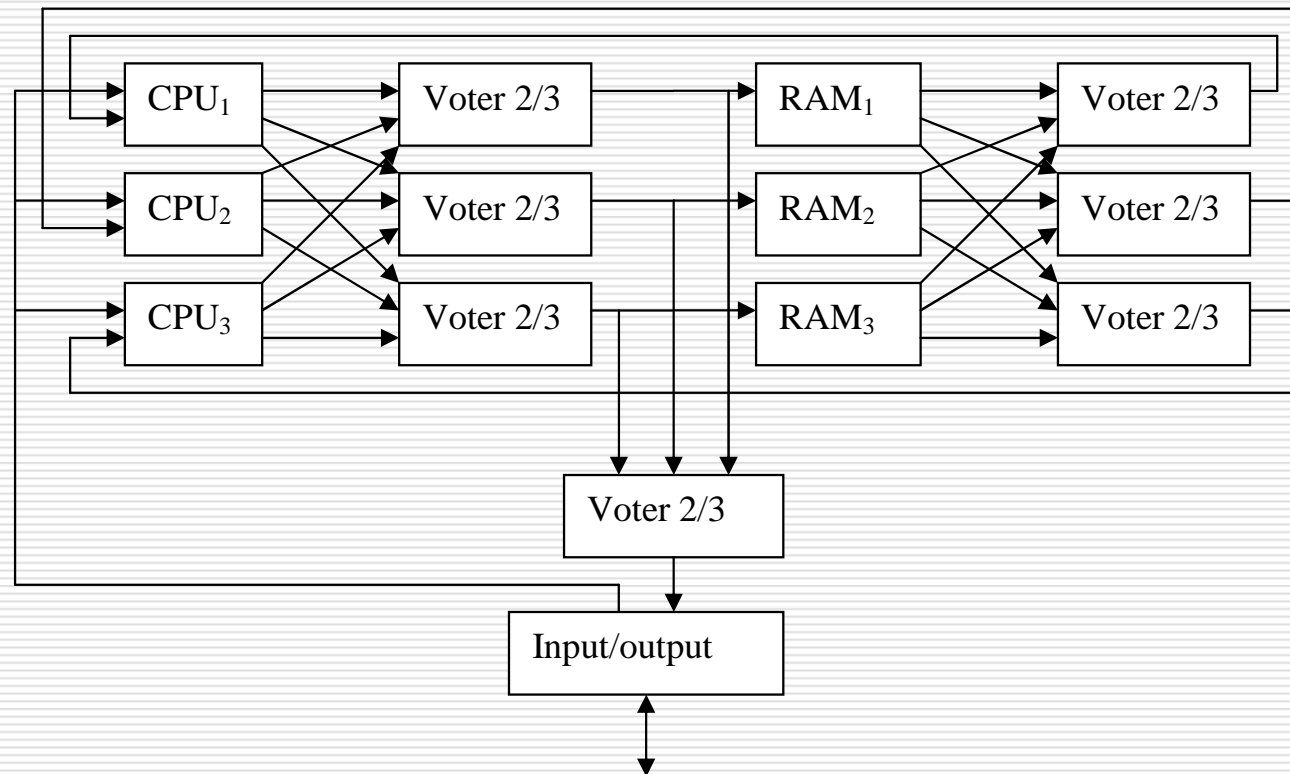 CPU₁ Voter 2/3 RAM₁ Voter 2/3
CPU₂ Voter 2/3 RAM₂ Voter 2/3
CPU₃ Voter 2/3 RAM₃ Voter 2/3
Voter 2/3
Input/output